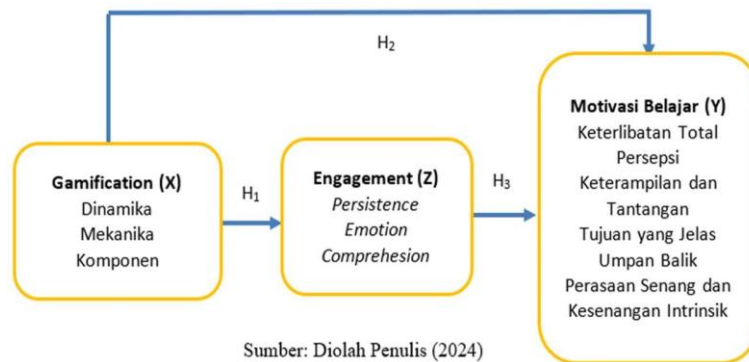 H2
Gamification (X)
Dinamika
Mekanika
Komponen
H1
Engagement (Z)
Persistence
Emotion
Comprehesion
H3
Motivasi Belajar (Y)
Keterlibatan Total
Persepsi
Keterampilan dan
Tantangan
Tujuan yang Jelas
Umpan Balik
Perasaan Senang dan
Kesenangan Intrinsik
Sumber: Diolah Penulis (2024)